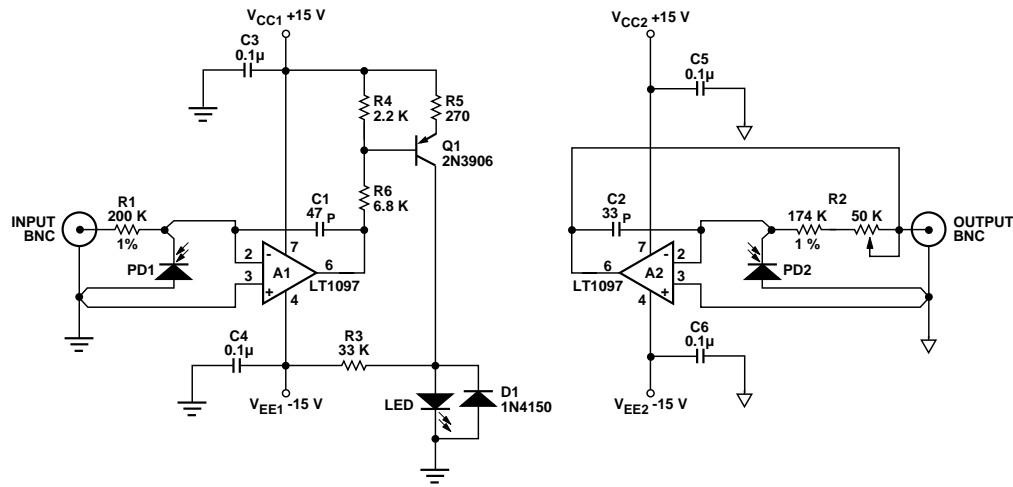 VCC1 +15 V
C3
0.1µ
R4
2.2 K
R5
270
Q1
2N3906
R6
6.8 K
C1
47 P
R1
200 K
1%
INPUT
BNC
PD1
2
-
3
+
A1
7
6
4
LT1097
C4
0.1µ
R3
33 K
VEE1 -15 V
LED
D1
1N4150
VCC2 +15 V
C5
0.1µ
C2
33 P
R2
174 K
1 %
50 K
OUTPUT
BNC
PD2
7
6
A2
2
-
3
+
4
LT1097
C6
0.1µ
VEE2 -15 V